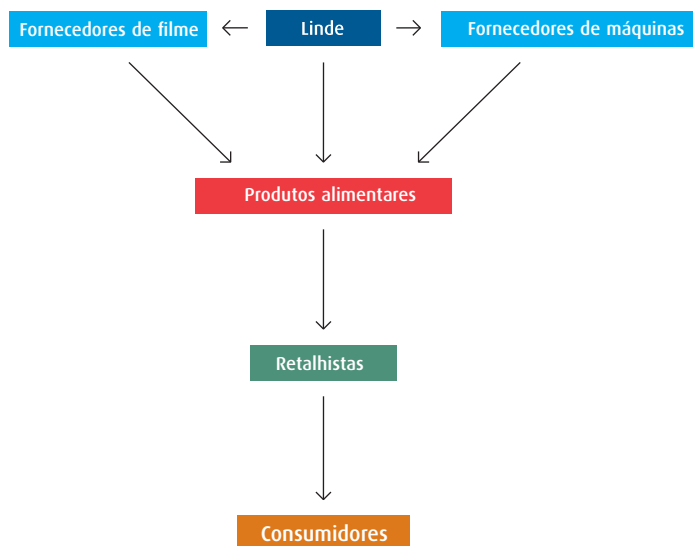 Fornecedores de filme
Linde
Fornecedores de máquinas
Produtos alimentares
Retalhistas
Consumidores